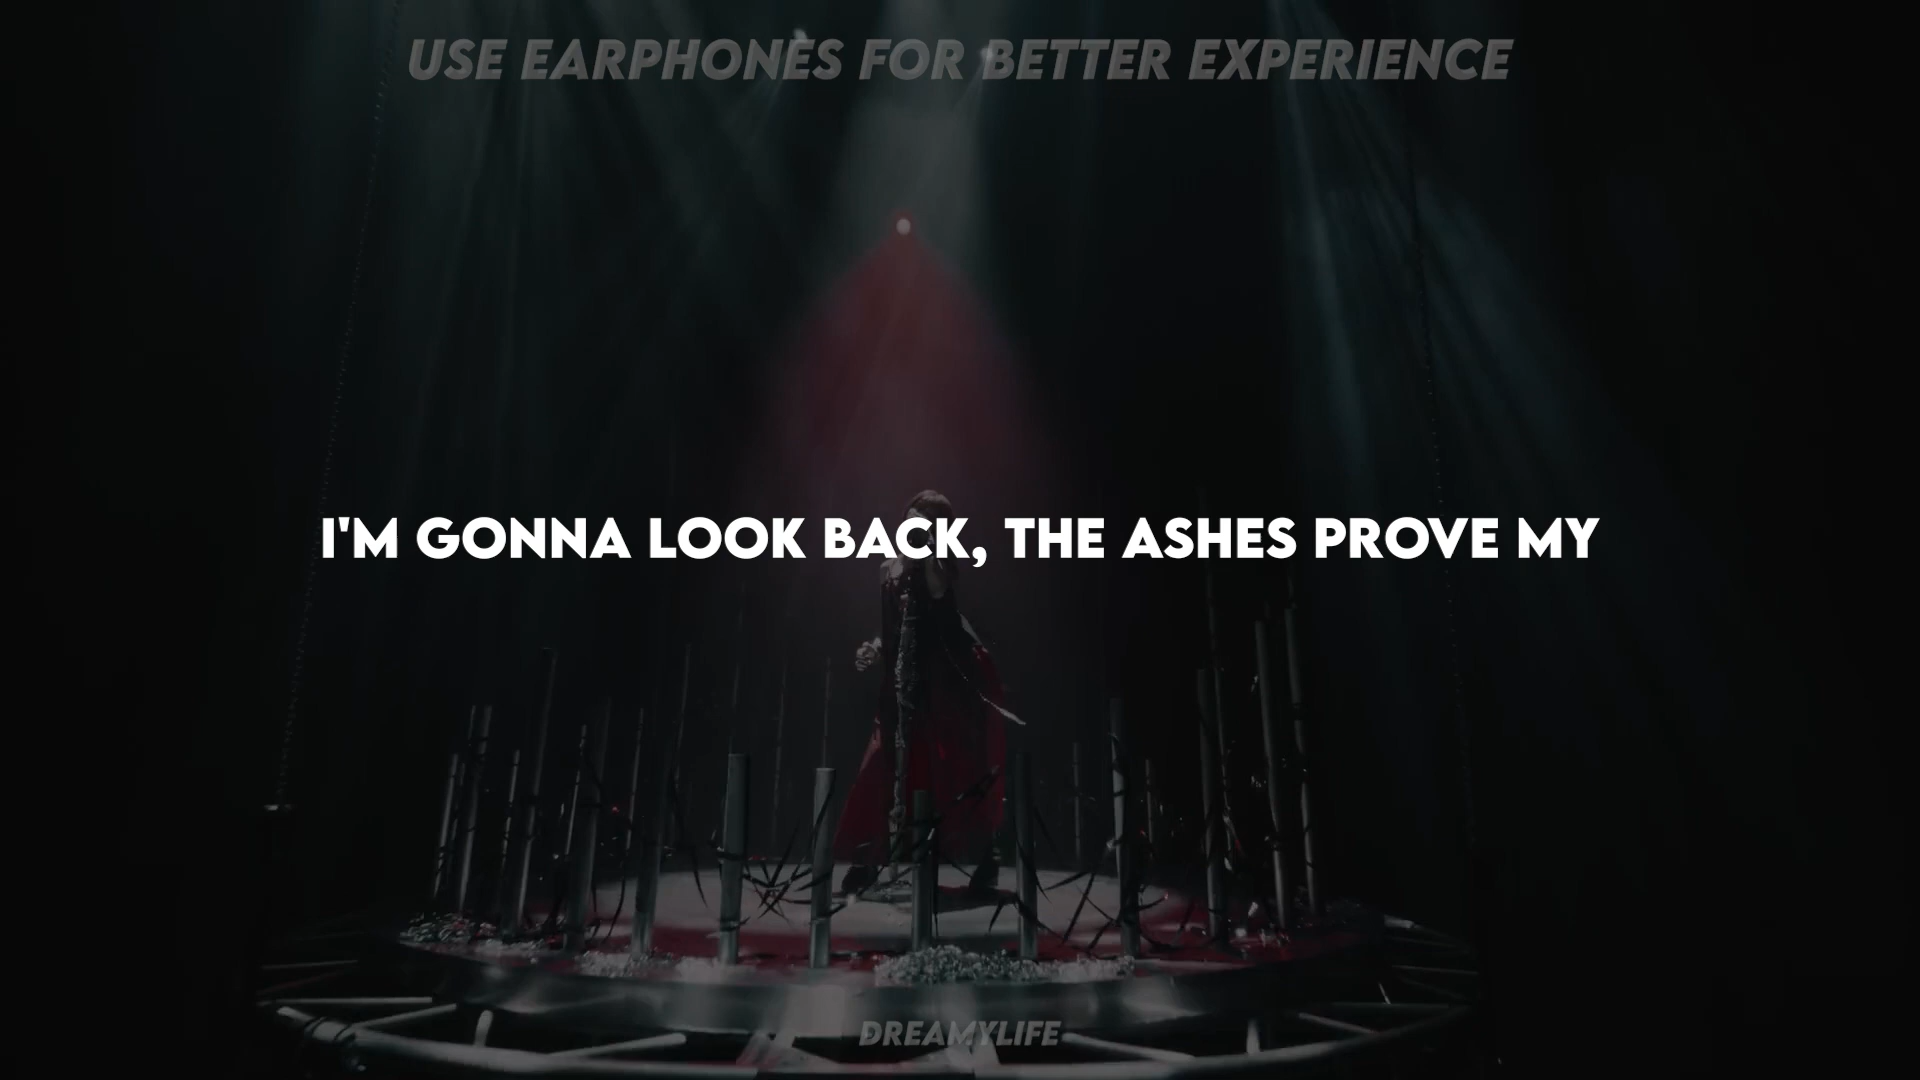 USE EARPHONES FOR BETTER EXPERIENCE
I'M GONNA LOOK BACK, THE ASHES PROVE MY
DREAMYLIFE